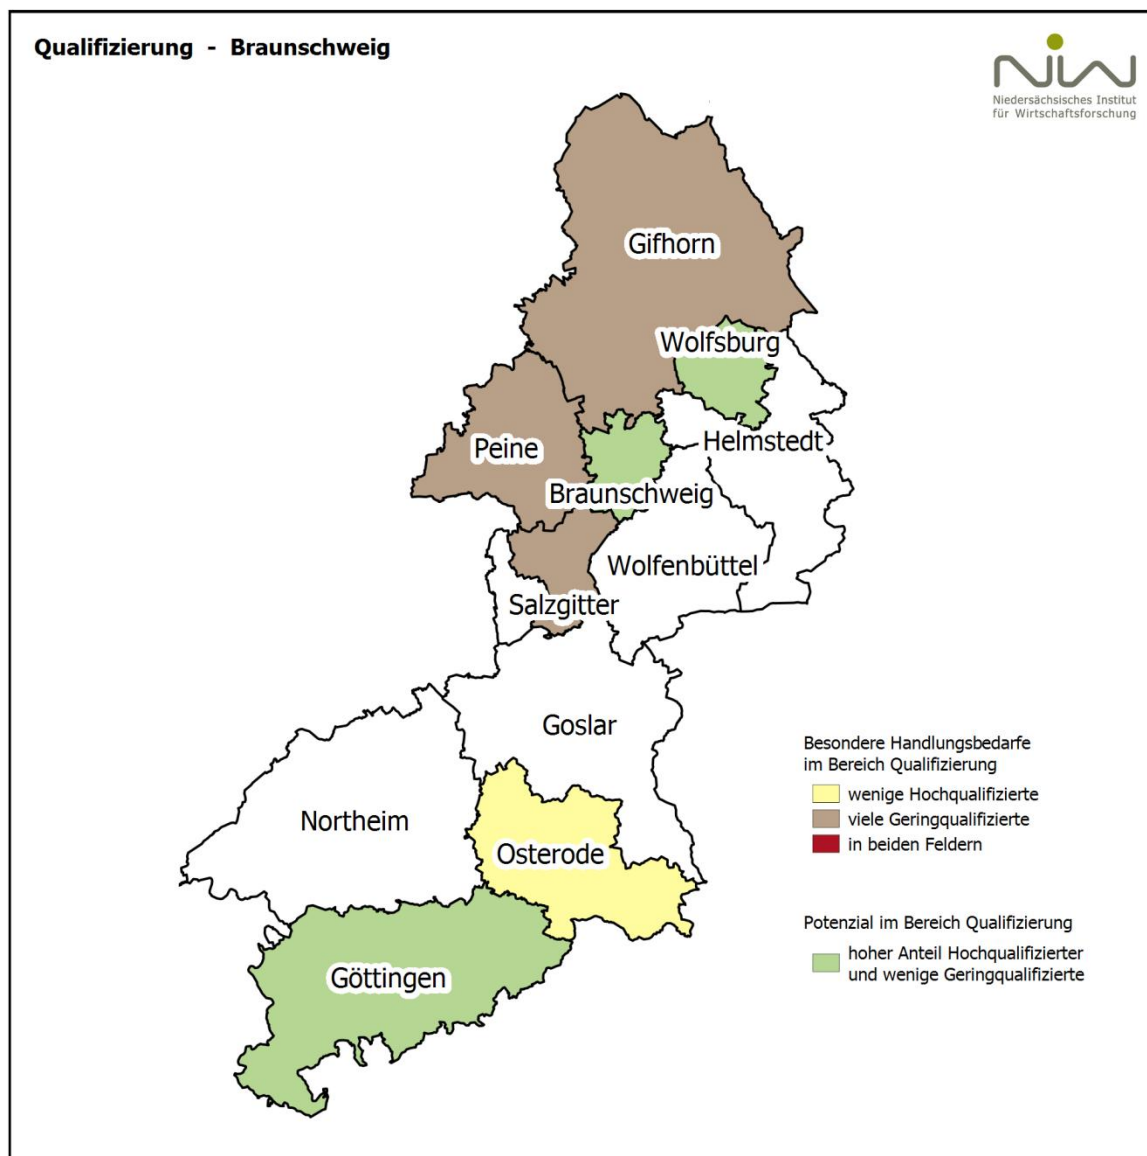 Qualifizierung - Braunschweig
NIW
Niedersächsisches Institut
für Wirtschaftsforschung
Gifhorn
Wolfsburg
Helmstedt
Peine
Braunschweig
Wolfenbüttel
Salzgitter
Goslar
Northeim
Osterode
Göttingen
Besondere Handlungsbedarfe
im Bereich Qualifizierung
wenige Hochqualifizierte
viele Geringqualifizierte
in beiden Feldern
Potenzial im Bereich Qualifizierung
hoher Anteil Hochqualifizierter
und wenige Geringqualifizierte